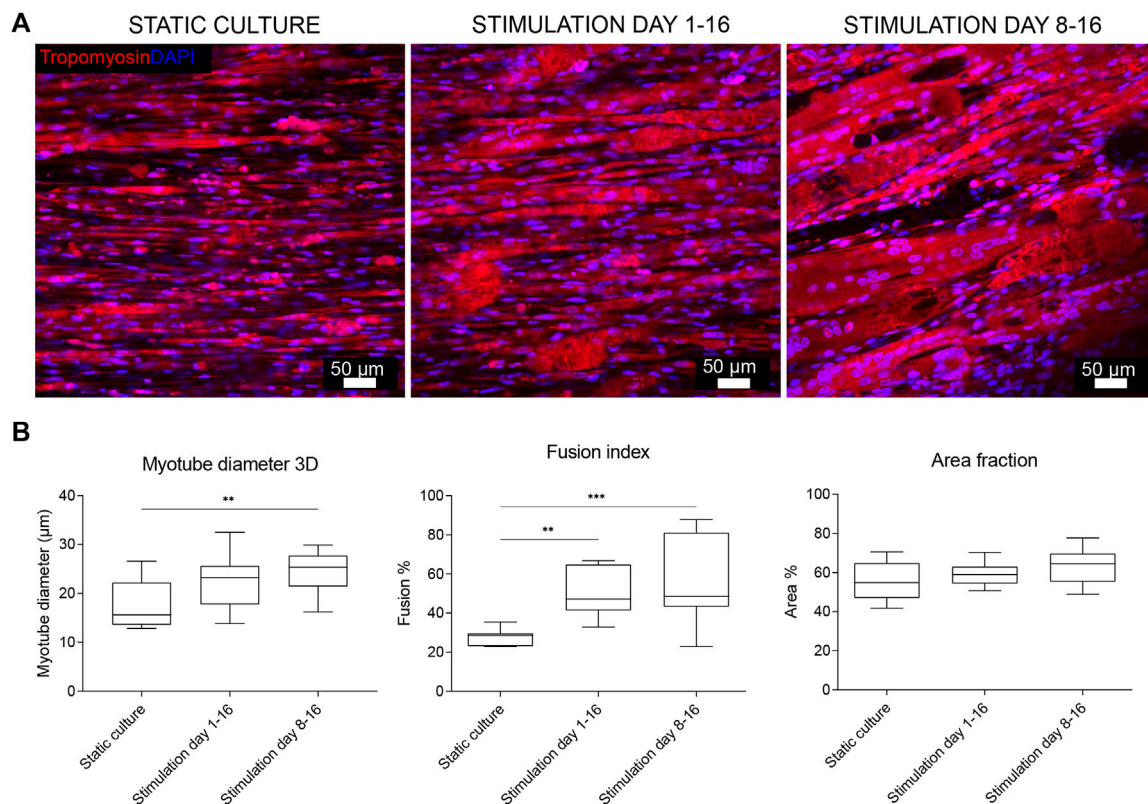 A
STATIC CULTURE
STIMULATION DAY 1-16
STIMULATION DAY 8-16
TropomyosinDAPI
50 µm
50 µm
50 µm
B
Myotube diameter 3D
Myotube diameter (µm)
40
30
20
10
0
**
Static culture
Stimulation day 1-16
Stimulation day 8-16
Fusion index
Fusion %
100
80
60
40
20
0
***
**
Static culture
Stimulation day 1-16
Stimulation day 8-16
Area fraction
Area %
100
80
60
40
20
0
Static culture
Stimulation day 1-16
Stimulation day 8-16